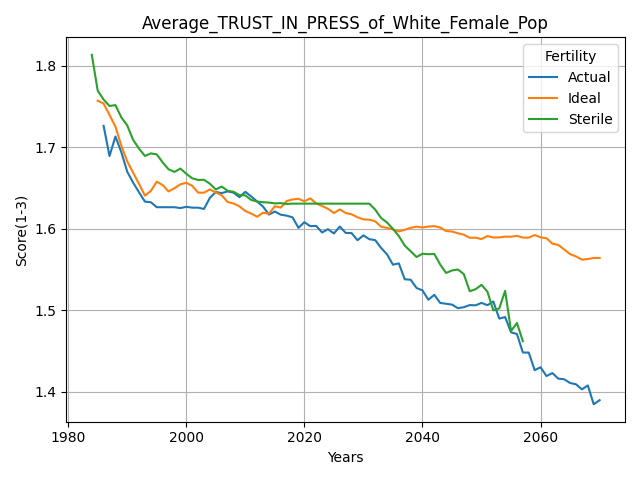 Average_TRUST_IN_PRESS_of_White_Female_Pop
Fertility
Actual
Ideal
Sterile
Score(1-3)
1.8
1.7
1.6
1.5
1.4
1980
2000
2020
2040
2060
Years